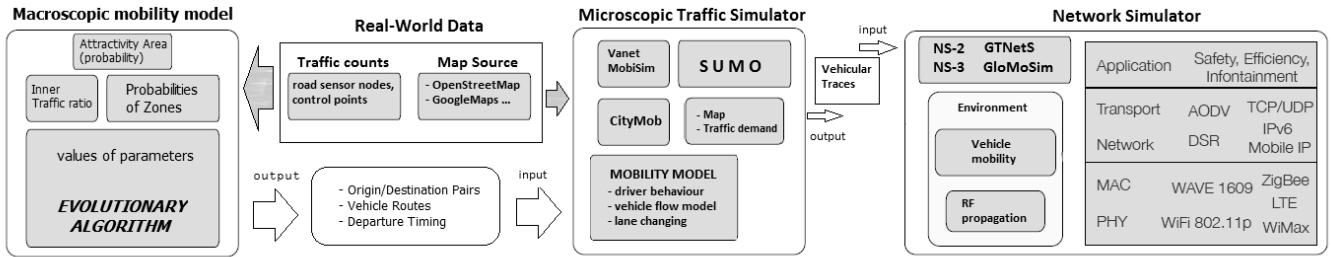 Macroscopic mobility model
Attractivity Area
(probability)
Inner
Traffic ratio
Probabilities
of Zones
values of parameters
EVOLUTIONARY
ALGORITHM
Real-World Data
Traffic counts
road sensor nodes,
control points
Map Source
- OpenStreetMap
- GoogleMaps ...
output
- Origin/Destination Pairs
- Vehicle Routes
- Departure Timing
input
Microscopic Traffic Simulator
Vanet
MobiSim
S U M O
CityMob
- Map
- Traffic demand
MOBILITY MODEL
- driver behaviour
- vehicle flow model
- lane changing
input
Vehicular
Traces
output
Network Simulator
NS-2 GTNetS
NS-3 GloMoSim
Environment
Vehicle
mobility
RF
propagation
Application
Safety, Efficiency,
Infontainment
Transport
Network
AODV
DSR
TCP/UDP
IPv6
Mobile IP
MAC
PHY
WAVE 1609
WiFi 802.11p
ZigBee
LTE
WiMax